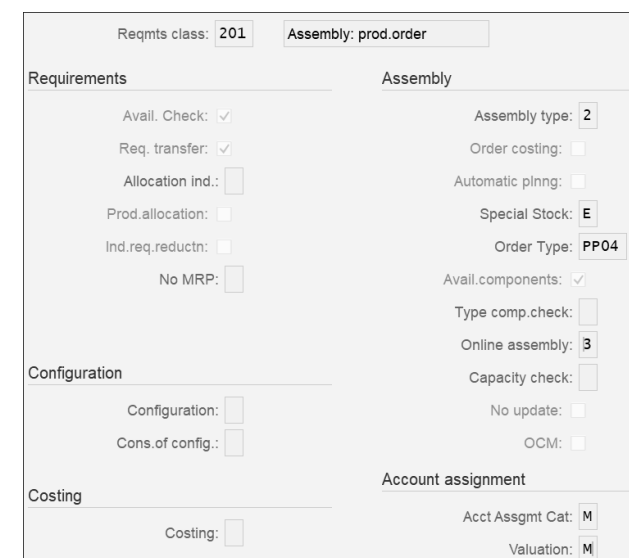 Reqmts class: 201 Assembly: prod.order
Requirements
Avail. Check:
Req. transfer:
Allocation ind.:
Prod.allocation:
Ind.req.reductn:
No MRP:
Configuration
Configuration:
Cons.of config.:
Costing
Costing:
Assembly
Assembly type: 2
Order costing:
Automatic plnng:
Special Stock: E
Order Type: PP04
Avail.components:
Type comp.check:
Online assembly: 3
Capacity check:
No update:
OCM:
Account assignment
Acct Assgmt Cat: M
Valuation: M